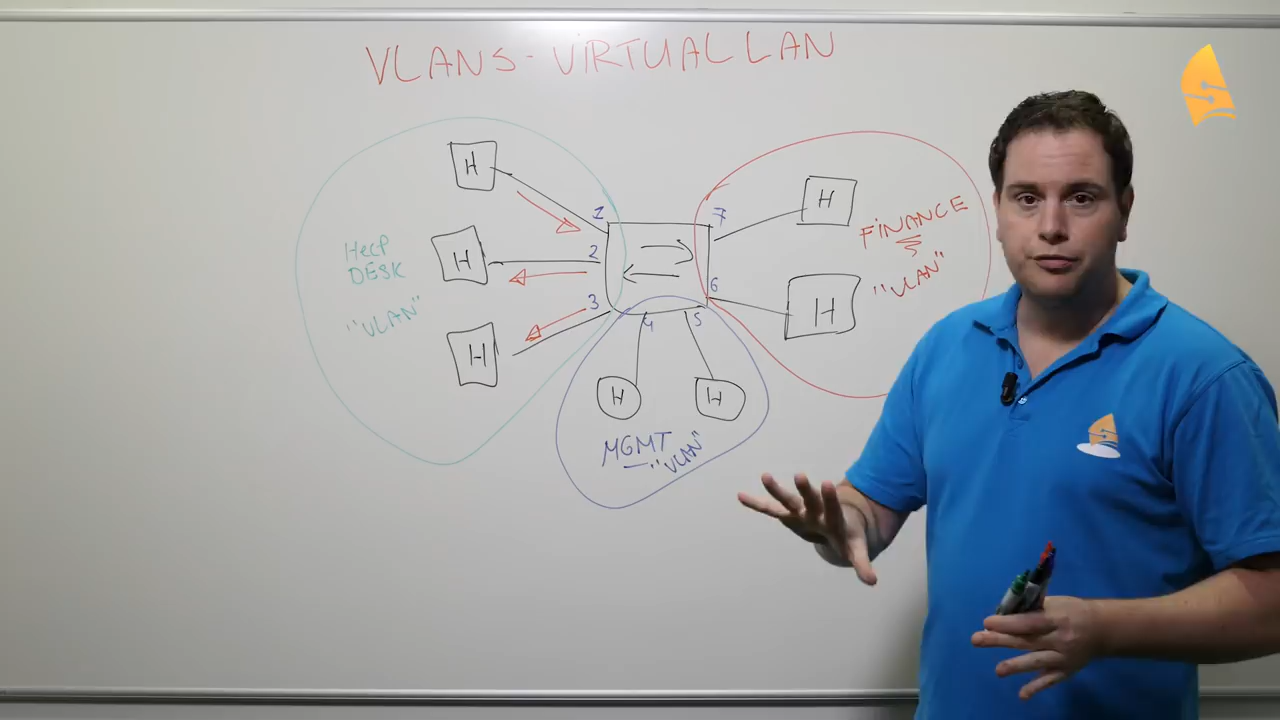 VLANS - VIRTUAL LAN
H
H
H
HELP
DESK
"VLAN"
1
2
3
4
5
6
7
H
H
FINANCE
"VLAN"
H
H
MGMT
"VLAN"